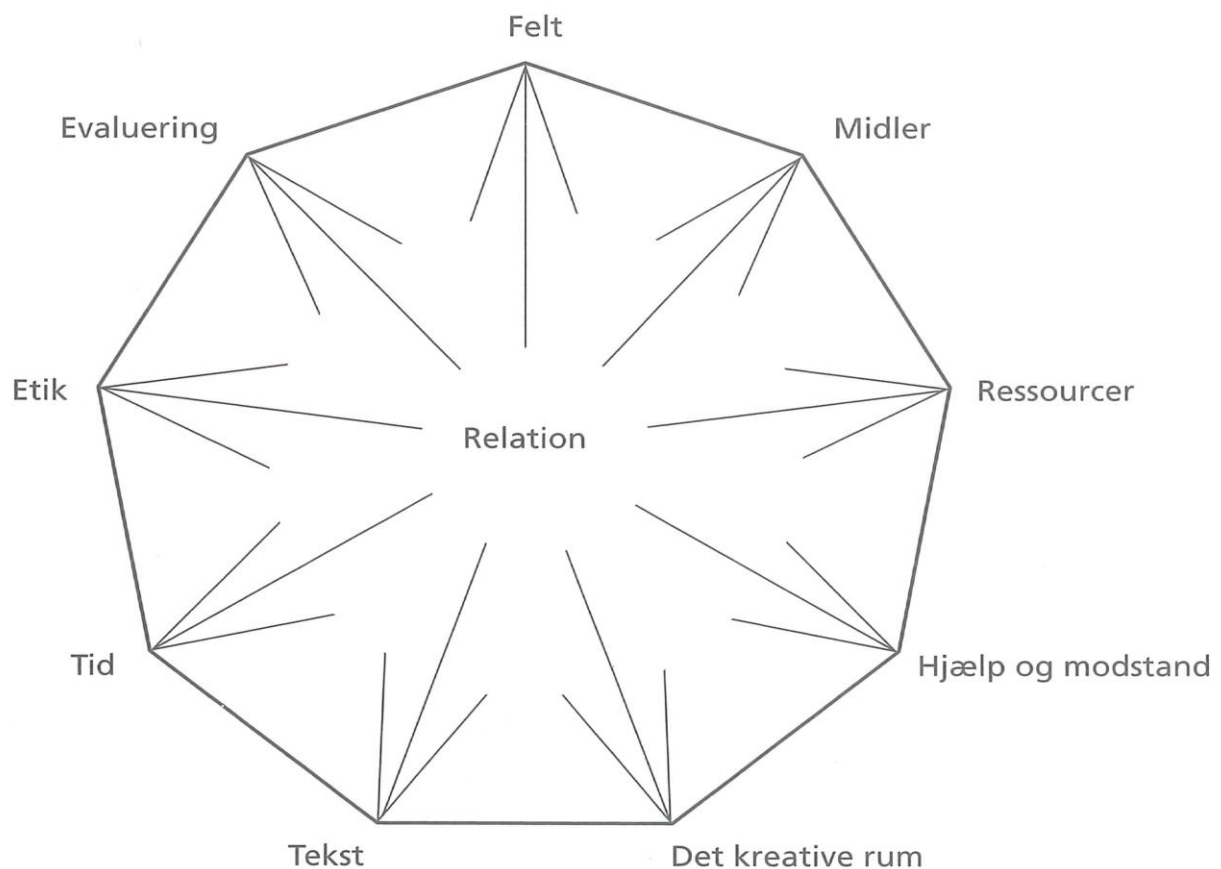 Felt
Evaluering
Midler
Etik
Ressourcer
Relation
Tid
Hjælp og modstand
Tekst
Det kreative rum